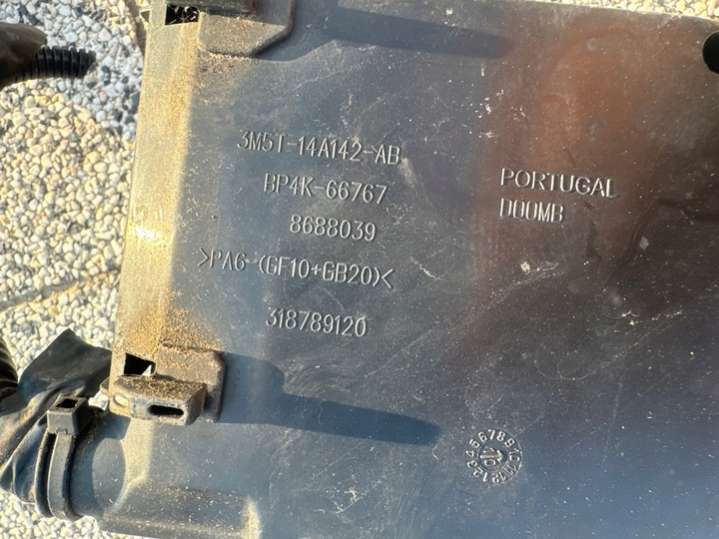 3M5T-14A142-AB
BP4K-66767
8688039
>PA6-(GF10+GB20)<
318789120
PORTUGAL
D00MB